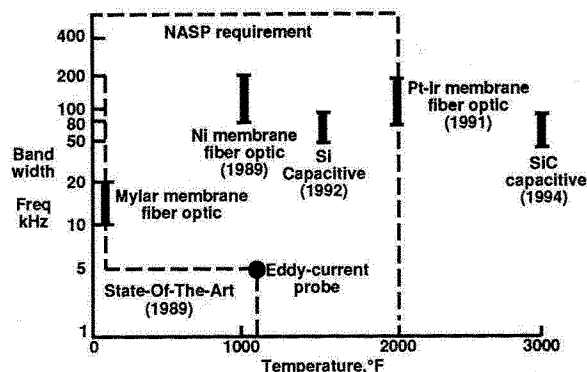 NASP requirement
400
200
100
80
50
20
10
5
1
Band
width
Freq
kHz
Ni membrane
fiber optic
(1989)
Si
Capacitive
(1992)
Pt-Ir membrane
fiber optic
(1991)
SiC
capacitive
(1994)
Mylar membrane
fiber optic
State-Of-The-Art
(1989)
Eddy-current
probe
0
1000
2000
3000
Temperature,°F